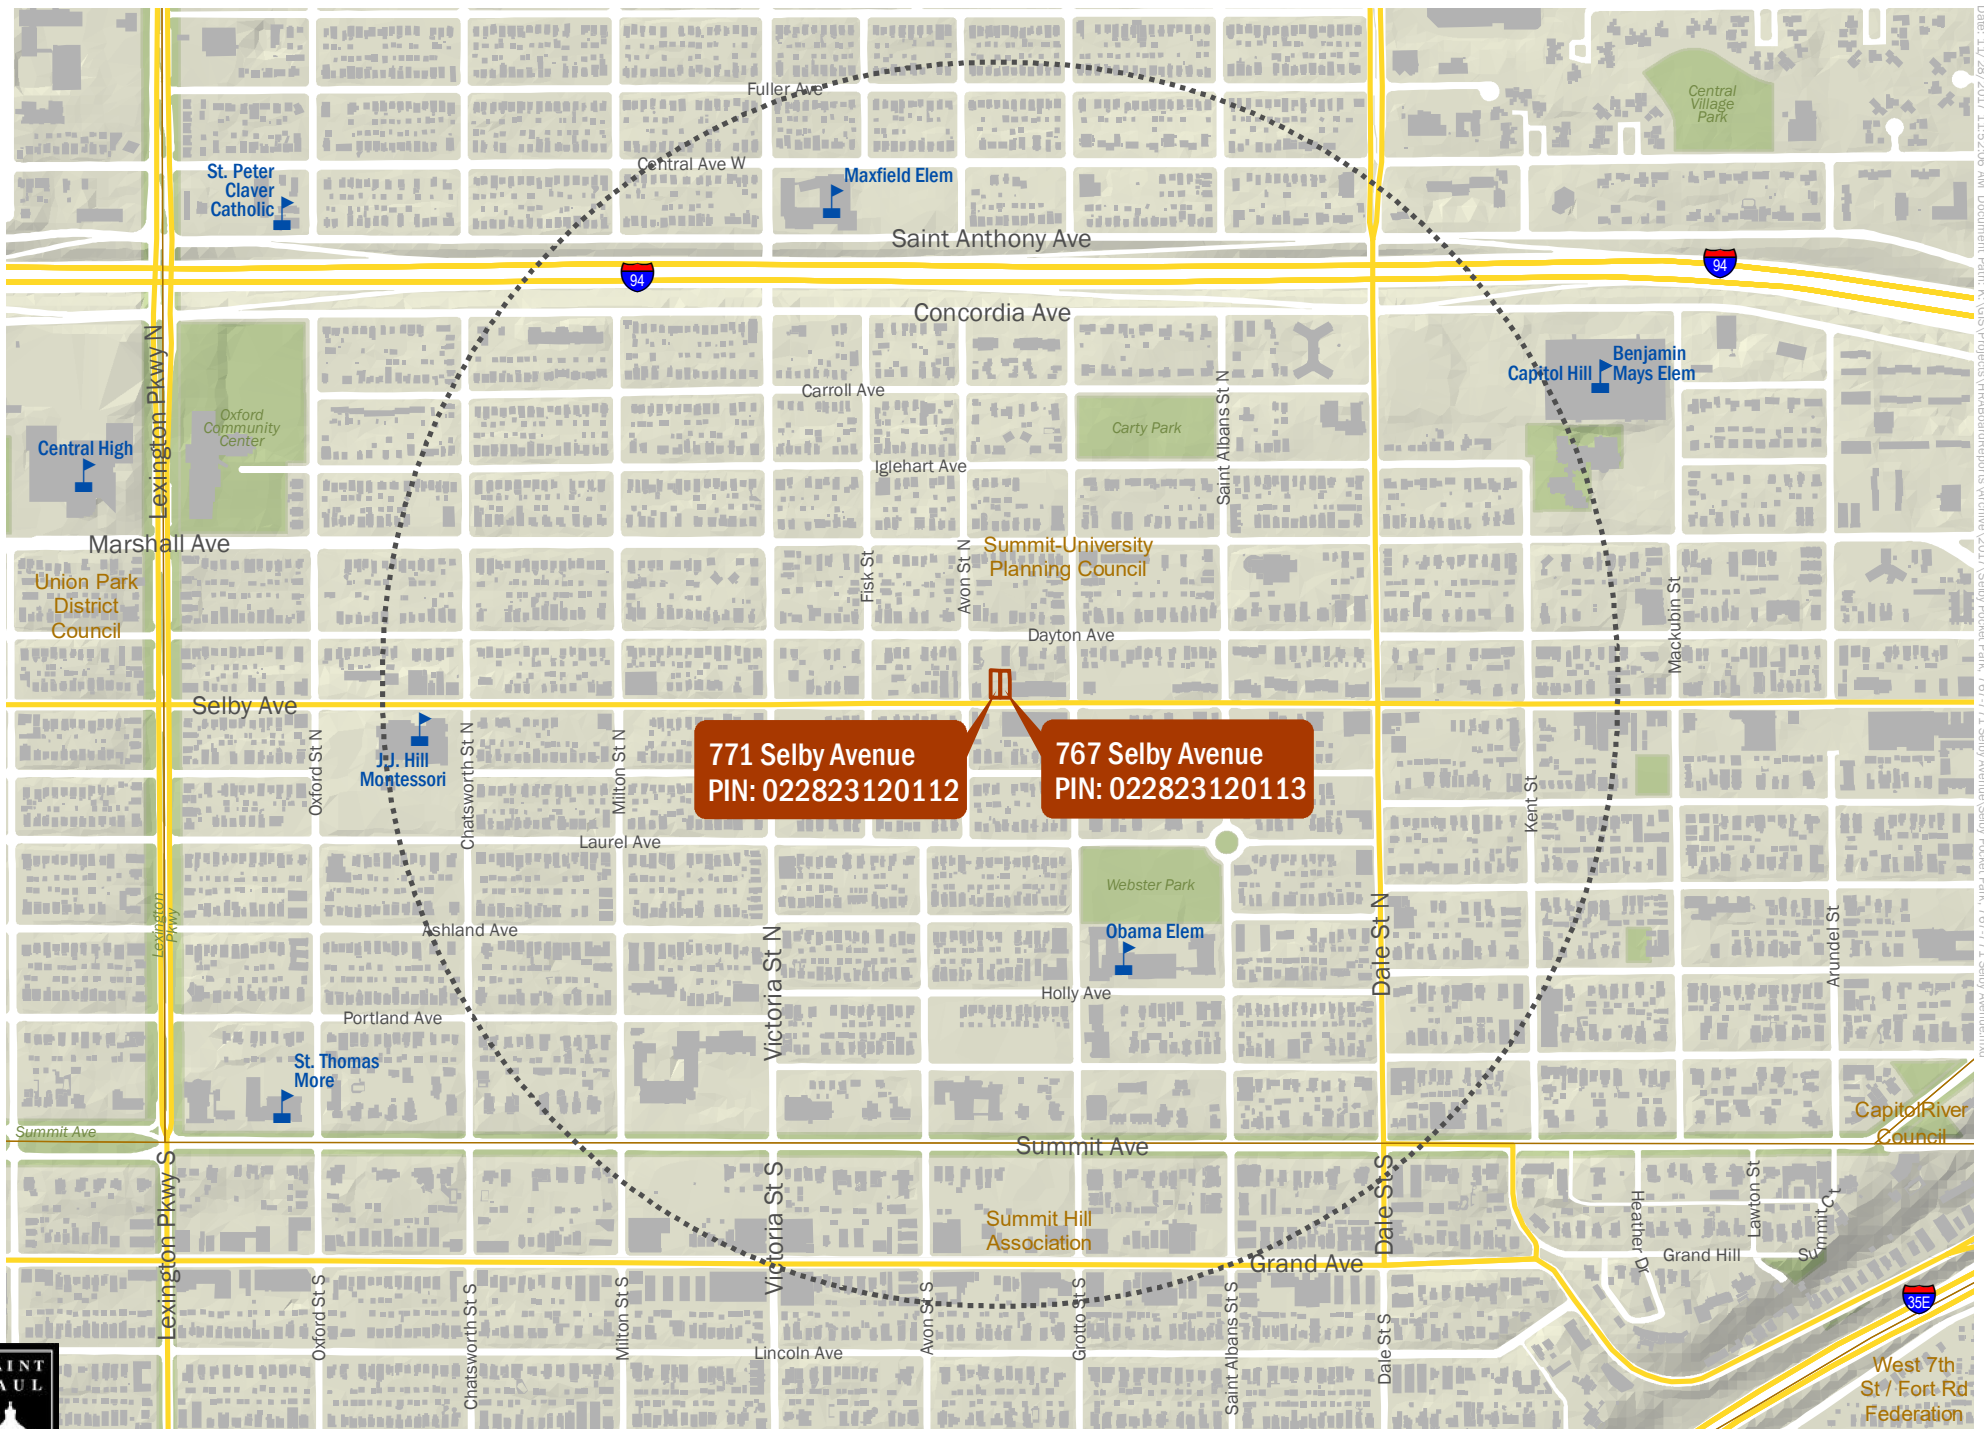 Fuller Ave
Central
Village
Park
Central Ave W
St. Peter
Claver
Catholic
Maxfield Elem
Saint Anthony Ave
94
94
Concordia Ave
Lexington Pkwy N
Benjamin
Capitol Hill
Mays Elem
Carroll Ave
Saint Albans St N
Oxford
Community
Center
Carty Park
Central High
Iglehart Ave
Marshall Ave
Summit-University
Planning Council
Fisk St
Avon St N
Union Park
District
Council
Mackubin St
Dayton Ave
Selby Ave
771 Selby Avenue
PIN: 022823120112
767 Selby Avenue
PIN: 022823120113
Oxford St N
J.J. Hill
Montessori
Chatsworth St N
Milton St N
Kent St
Laurel Ave
Webster Park
Lexington
Pkwy
Ashland Ave
Obama Elem
Victoria St N
Dale St N
Arundel St
Holly Ave
Portland Ave
St. Thomas
More
Summit Ave
Summit Ave
CapitolRiver
Council
Lexington Pkwy S
Victoria St S
Dale St S
Summit Hill
Association
Heather Dr
Lawton St
Summit Ct
Grand Hill
Grand Ave
35E
Oxford St S
Chatsworth St S
Milton St S
Avon St S
Grotto St S
Saint Albans St S
Dale St S
Lincoln Ave
West 7th
St / Fort Rd
Federation